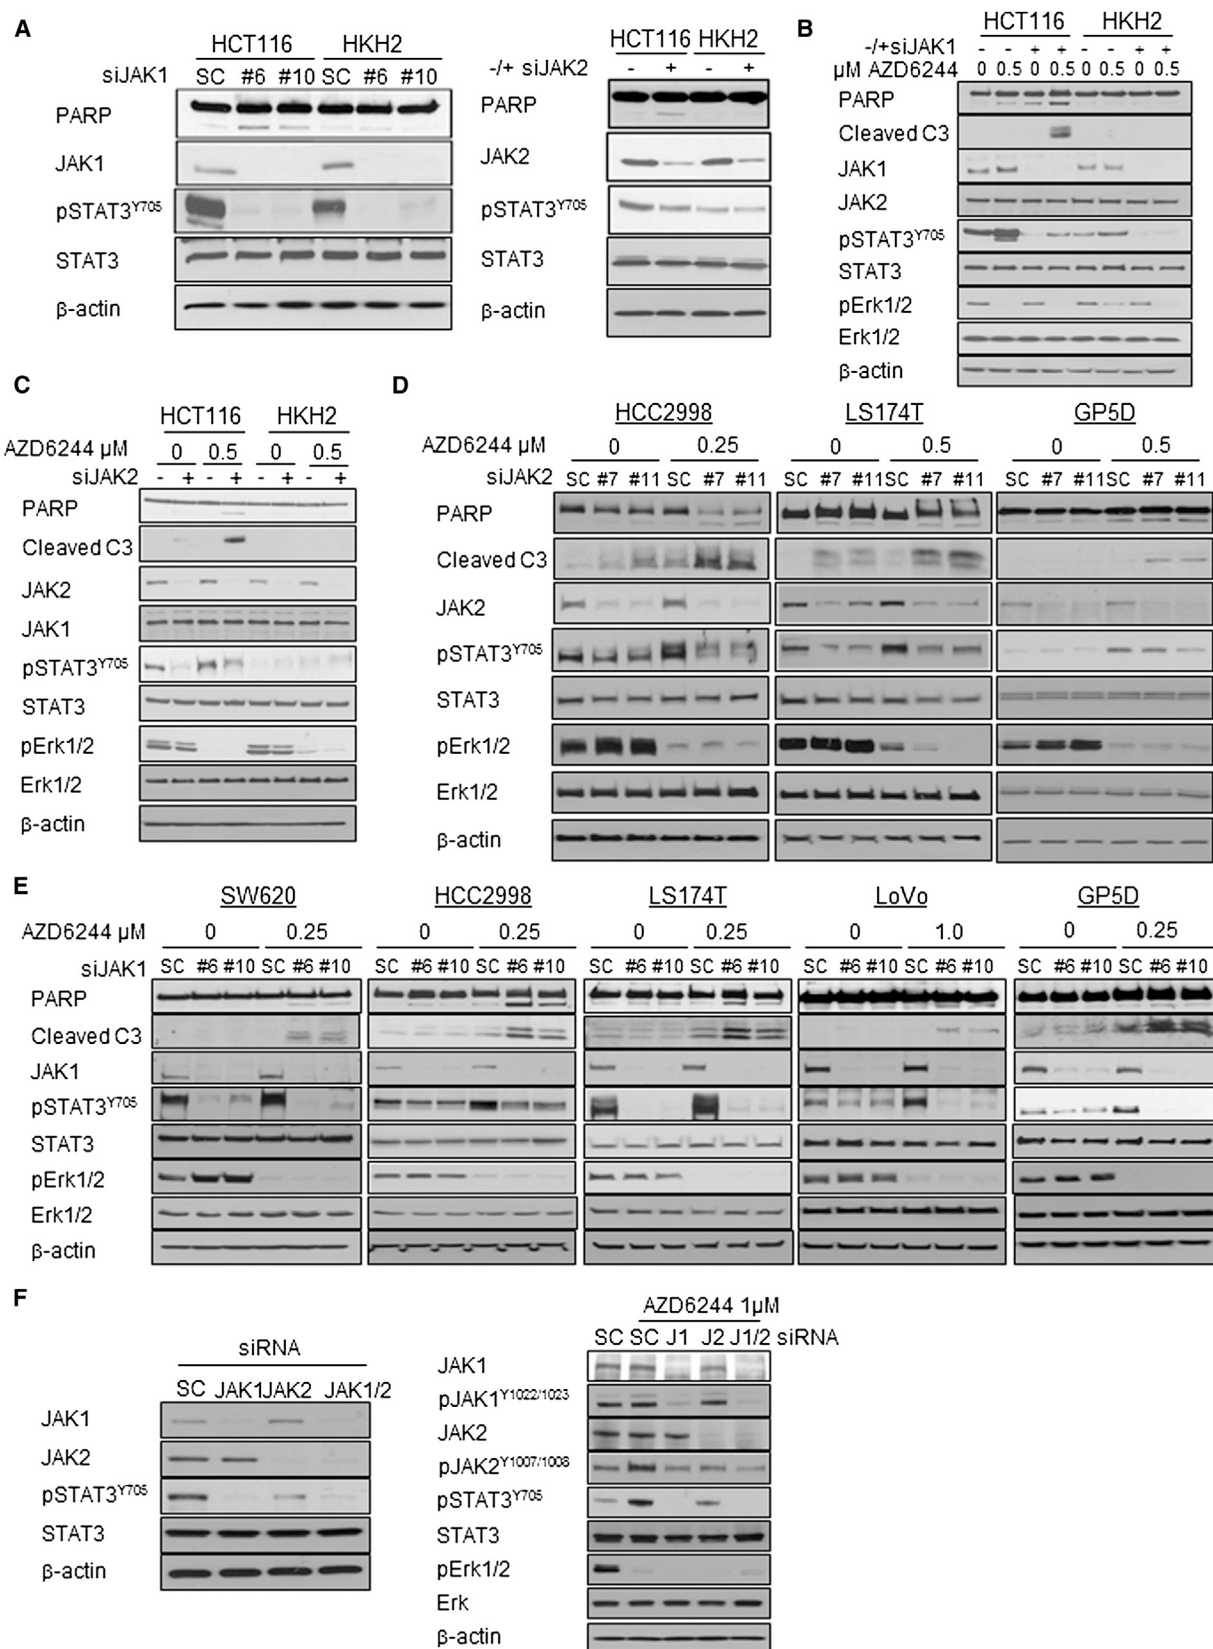 A
HCT116 HKH2
siJAK1 SC #6 #10 SC #6 #10
PARP
JAK1
pSTAT3Y705
STAT3
β-actin
HCT116 HKH2
-/+ siJAK2 - + - +
PARP
JAK2
pSTAT3Y705
STAT3
β-actin
B
HCT116 HKH2
-/+siJAK1 - - + + - - + +
μM AZD6244 0 0.5 0 0.5 0 0.5 0 0.5
PARP
Cleaved C3
JAK1
JAK2
pSTAT3Y705
STAT3
pErk1/2
Erk1/2
β-actin
C
HCT116 HKH2
AZD6244 μM 0 0.5 0 0.5
siJAK2 - + - + - + - +
PARP
Cleaved C3
JAK2
JAK1
pSTAT3Y705
STAT3
pErk1/2
Erk1/2
β-actin
D
HCC2998 LS174T GP5D
AZD6244 μM 0 0.25 0 0.5 0 0.5
siJAK2 SC #7 #11 SC #7 #11 SC #7 #11SC #7 #11 SC #7 #11SC #7 #11
PARP
Cleaved C3
JAK2
pSTAT3Y705
STAT3
pErk1/2
Erk1/2
β-actin
E
SW620 HCC2998 LS174T LoVo GP5D
AZD6244 μM 0 0.25 0 0.25 0 0.25 0 1.0 0 0.25
siJAK1 SC #6 #10 SC #6 #10 SC #6 #10 SC #6 #10 SC #6 #10 SC #6 #10 SC #6 #10 SC #6 #10 SC #6 #10 SC #6 #10
PARP
Cleaved C3
JAK1
pSTAT3Y705
STAT3
pErk1/2
Erk1/2
β-actin
F
siRNA
SC JAK1JAK2 JAK1/2
JAK1
JAK2
pSTAT3Y705
STAT3
β-actin
AZD6244 1μM
SC SC J1 J2 J1/2 siRNA
JAK1
pJAK1Y1022/1023
JAK2
pJAK2Y1007/1008
pSTAT3Y705
STAT3
pErk1/2
Erk
β-actin